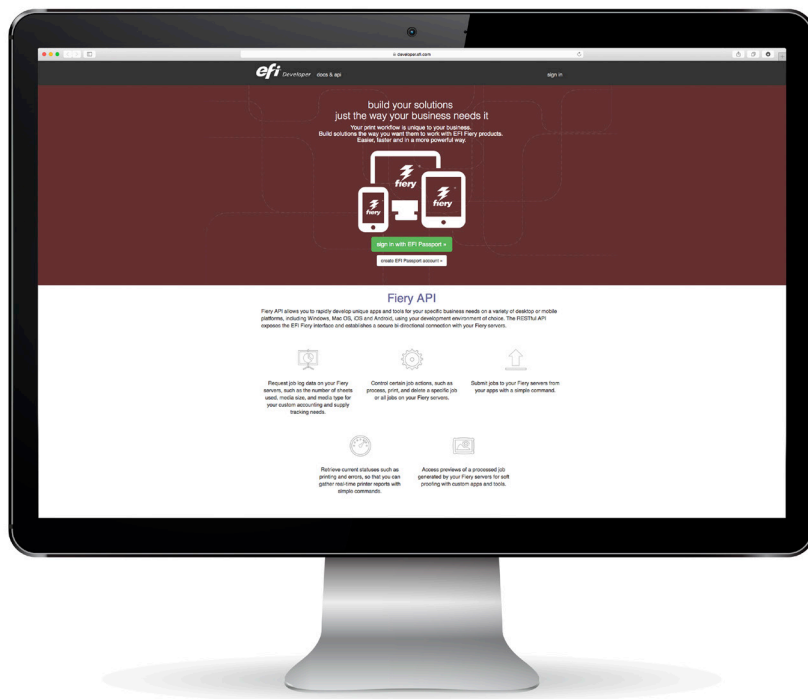 developer.efi.com
efi Developer docs & api sign in
build your solutions
just the way your business needs it
Your print workflow is unique to your business.
Build solutions the way you want them to work with EFI Fiery products.
Easier, faster and in a more powerful way.
fiery
fiery
fiery
sign in with EFI Passport »
create EFI Passport account »
Fiery API
Fiery API allows you to rapidly develop unique apps and tools for your specific business needs on a variety of desktop or mobile
platforms, including Windows, Mac OS, iOS and Android, using your development environment of choice. The RESTful API
exposes the EFI Fiery interface and establishes a secure bi-directional connection with your Fiery servers.
Request job log data on your Fiery
servers, such as the number of sheets
used, media size, and media type for
your custom accounting and supply
tracking needs.
Control certain job actions, such as
process, print, and delete a specific job
or all jobs on your Fiery servers.
Submit jobs to your Fiery servers from
your apps with a simple command.
Retrieve current statuses such as
printing and errors, so that you can
gather real-time printer reports with
simple commands.
Access previews of a processed job
generated by your Fiery servers for soft
proofing with custom apps and tools.